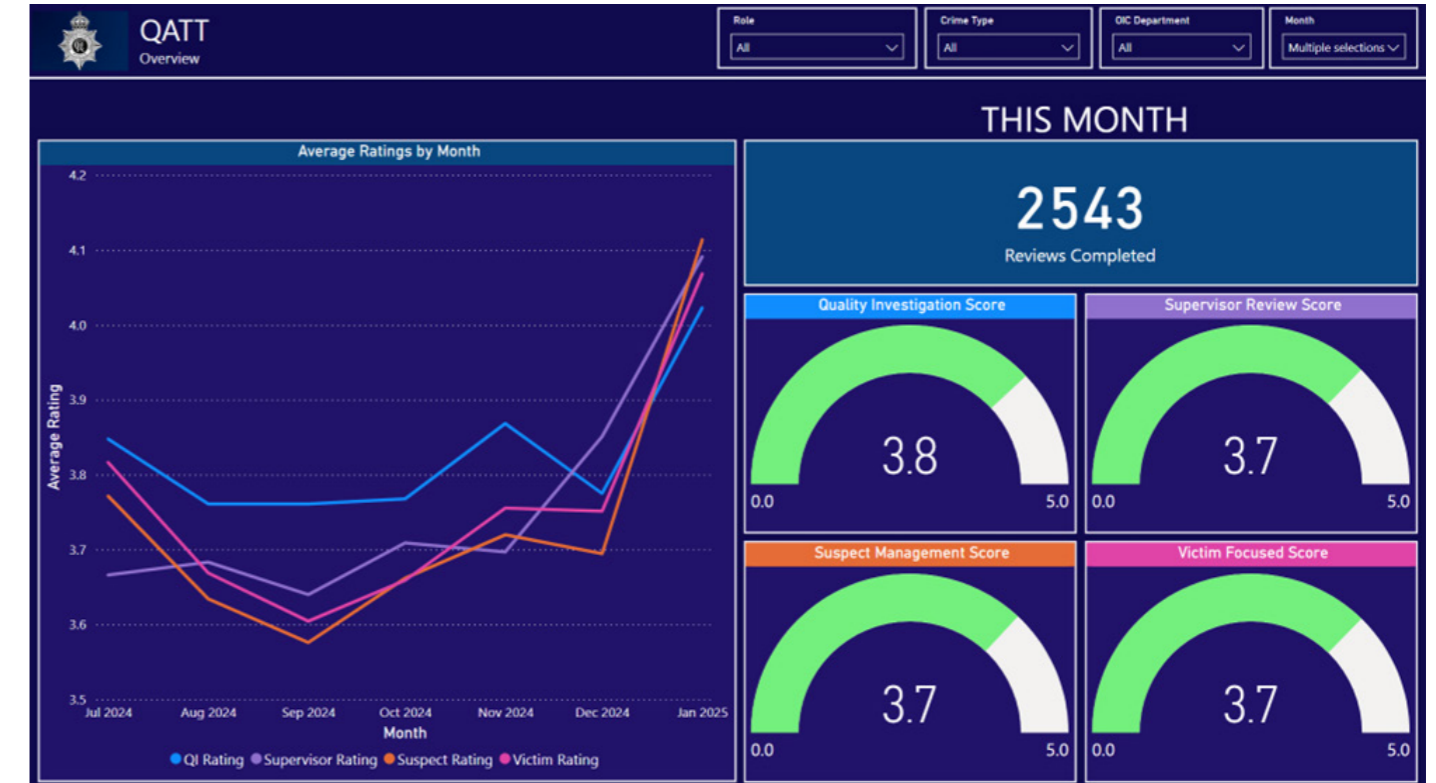 QATT
Overview
Role
All
Crime Type
All
OIC Department
All
Month
Multiple selections
THIS MONTH
Average Ratings by Month
4.2
4.1
4.0
3.9
3.8
3.7
3.6
3.5
Average Rating
Jul 2024 Aug 2024 Sep 2024 Oct 2024 Nov 2024 Dec 2024 Jan 2025
Month
QI Rating Supervisor Rating Suspect Rating Victim Rating
2543
Reviews Completed
Quality Investigation Score
3.8
0.0 5.0
Supervisor Review Score
3.7
0.0 5.0
Suspect Management Score
3.7
0.0 5.0
Victim Focused Score
3.7
0.0 5.0